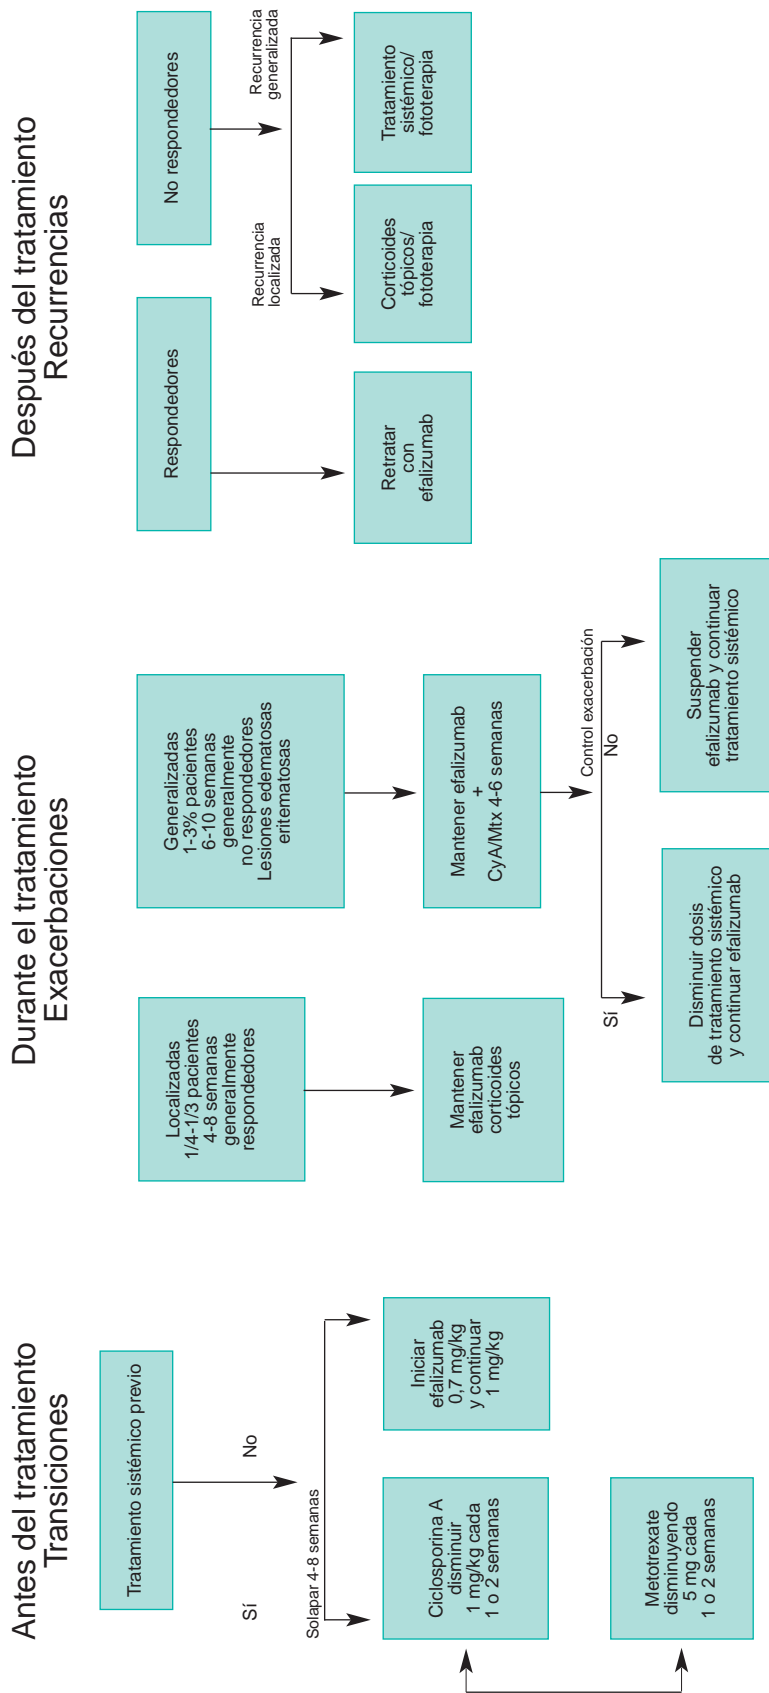 Antes del tratamiento
Transiciones
Tratamiento sistémico previo
Sí
No
Solapar 4-8 semanas
Ciclosporina A
disminuir
1 mg/kg cada
1 o 2 semanas
Iniciar
efalizumab
0,7 mg/kg
y continuar
1 mg/kg
Metotrexate
disminuyendo
5 mg cada
1 o 2 semanas
Durante el tratamiento
Exacerbaciones
Localizadas
1/4-1/3 pacientes
4-8 semanas
generalmente
respondedores
Generalizadas
1-3% pacientes
6-10 semanas
generalmente
no respondedores
Lesiones edematosas
eritematosas
Mantener
efalizumab
corticoides
tópicos
Mantener efalizumab
+
CyA/Mtx 4-6 semanas
Control exacerbación
Sí
No
Disminuir dosis
de tratamiento sistémico
y continuar efalizumab
Suspender
efalizumab y continuar
tratamiento sistémico
Después del tratamiento
Recurrencias
Respondedores
No respondedores
Recurrencia
localizada
Recurrencia
generalizada
Retratar
con
efalizumab
Corticoides
tópicos/
fototerapia
Tratamiento
sistémico/
fototerapia